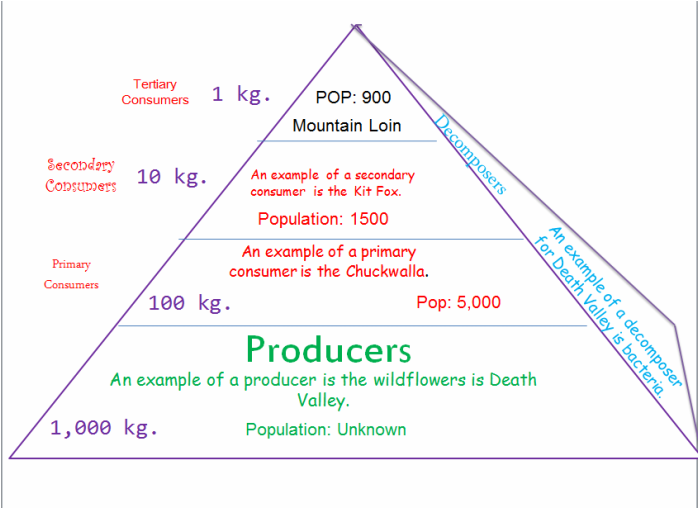 Tertiary
Consumers
1 kg.
POP: 900
Mountain Loin
Secondary
Consumers
10 kg.
An example of a secondary
consumer is the Kit Fox.
Population: 1500
Primary
Consumers
100 kg.
An example of a primary
consumer is the Chuckwalla.
Pop: 5,000
Producers
An example of a producer is the wildflowers is Death
Valley.
1,000 kg.
Population: Unknown
Decomposers
An example of a decomposer
for Death Valley is bacteria.